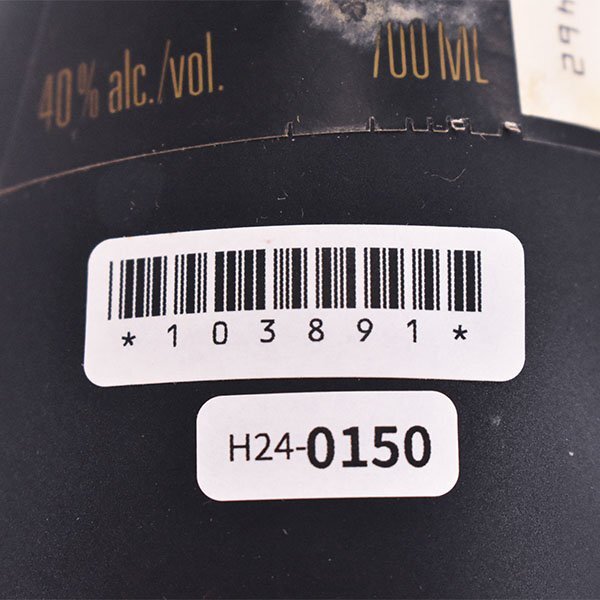 40% alc./vol.
700 ML
*103891*
H24-0150